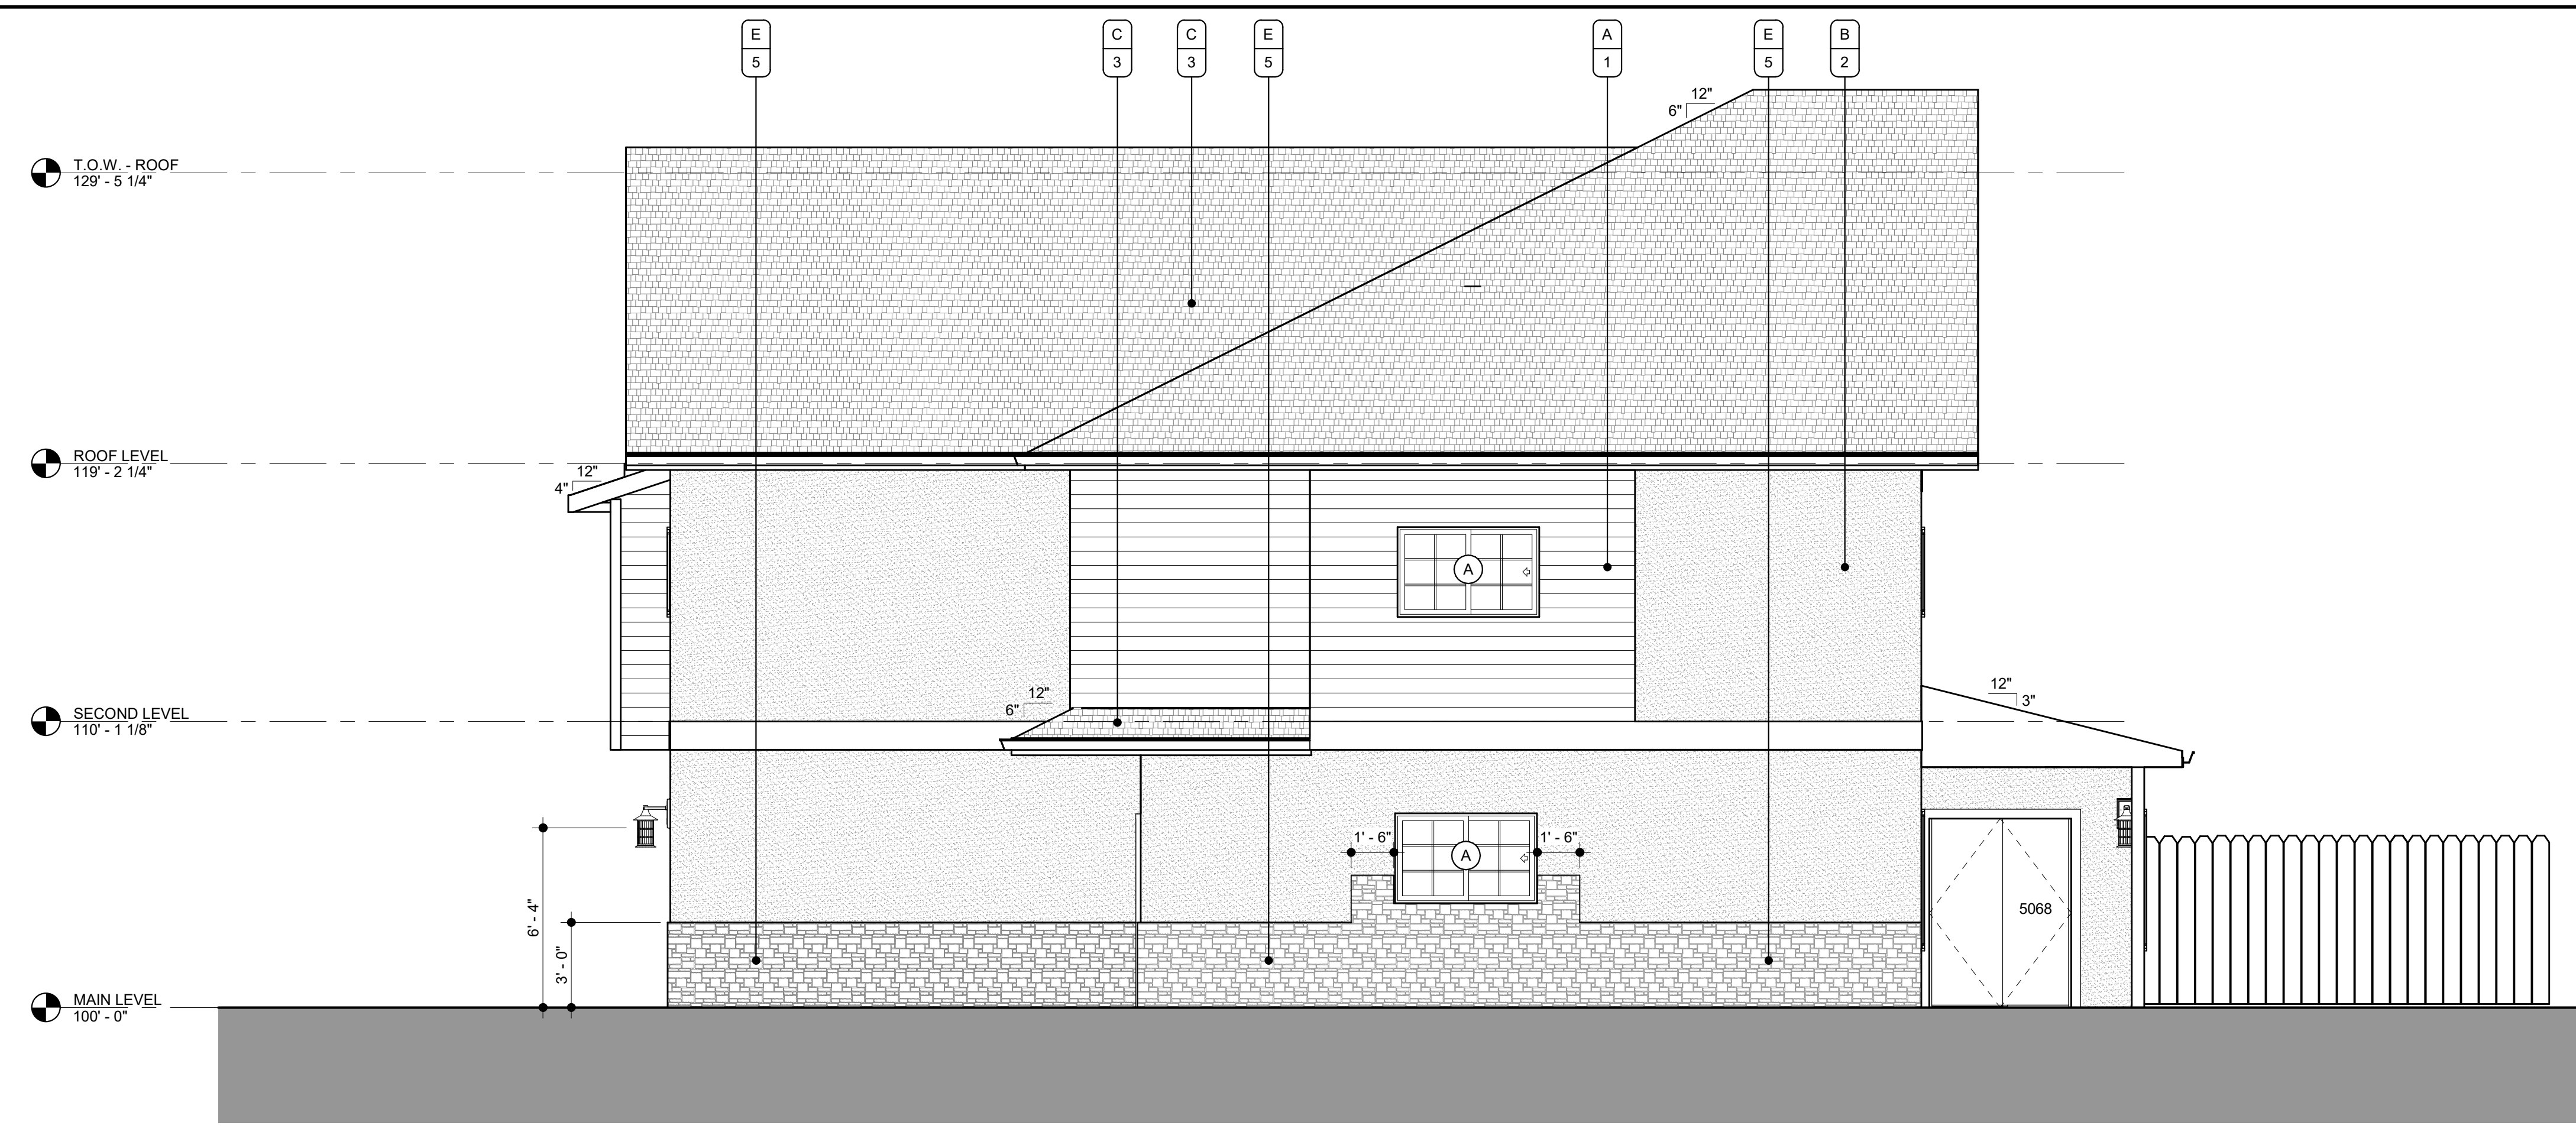 E
5
C
3
C
3
E
5
A
1
E
5
B
2
12"
6"
T.O.W. - ROOF
129' - 5 1/4"
ROOF LEVEL
119' - 2 1/4"
12"
4"
A
12"
6"
12"
3"
SECOND LEVEL
110' - 1 1/8"
1' - 6"
1' - 6"
A
6' - 4"
3' - 0"
5068
MAIN LEVEL
100' - 0"